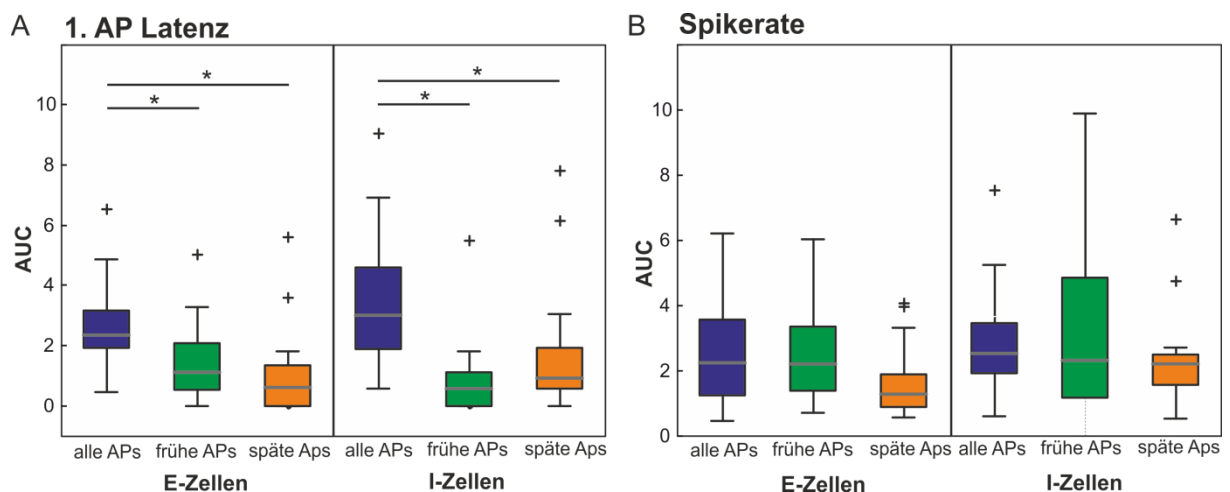 A 1. AP Latenz
* *
* *
10
8
6
4
2
0
AUC
alle APs frühe APs späte Aps alle APs frühe APs späte Aps
E-Zellen I-Zellen
B Spikerate
10
8
6
4
2
0
AUC
alle APs frühe APs späte Aps alle APs frühe APs späte Aps
E-Zellen I-Zellen